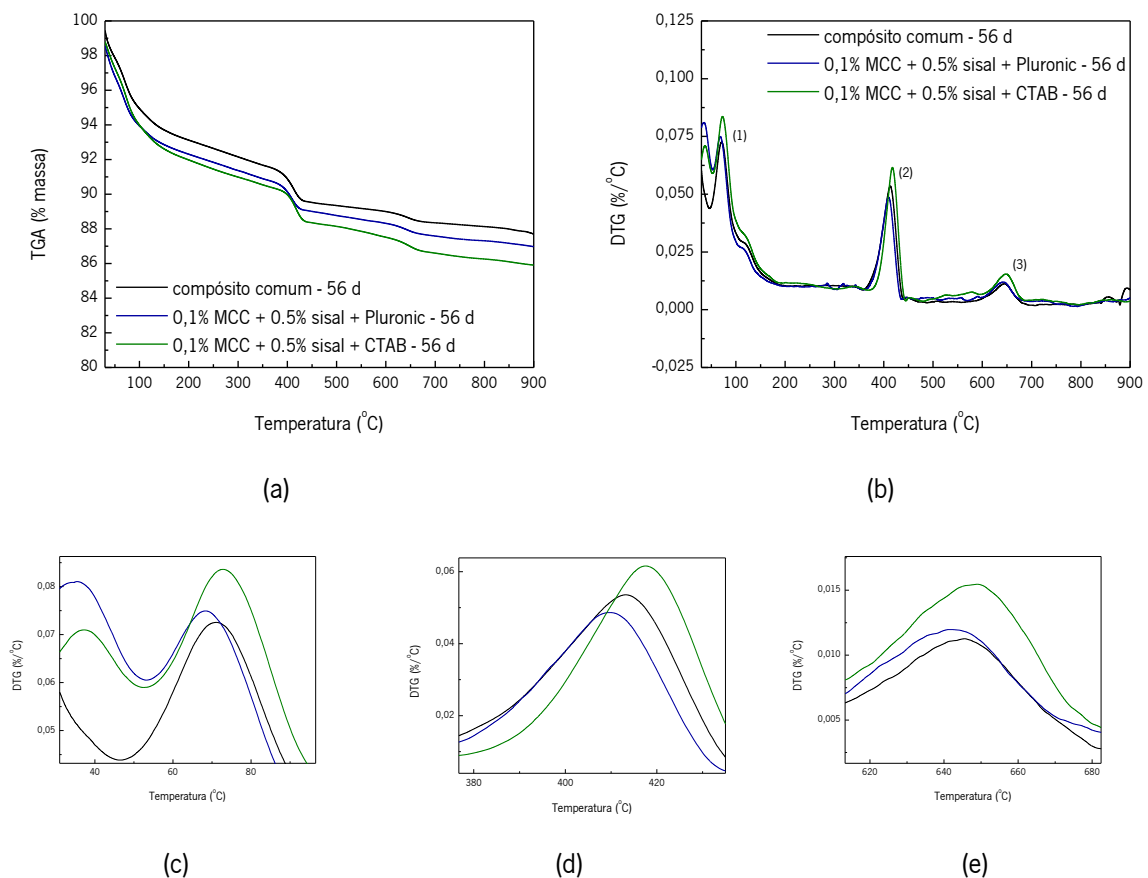 100
98
96
94
92
90
88
86
84
82
80
TGA (% massa)
compósito comum - 56 d
0,1% MCC + 0.5% sisal + Pluronic - 56 d
0,1% MCC + 0.5% sisal + CTAB - 56 d
100 200 300 400 500 600 700 800 900
Temperatura (°C)
(a)
0,125
0,100
0,075
0,050
0,025
0,000
-0,025
DTG (%/°C)
compósito comum - 56 d
0,1% MCC + 0.5% sisal + Pluronic - 56 d
0,1% MCC + 0.5% sisal + CTAB - 56 d
(1)
(2)
(3)
100 200 300 400 500 600 700 800 900
Temperatura (°C)
(b)
0,08
0,07
0,06
0,05
DTG (%/°C)
40 60 80
Temperatura (°C)
(c)
0,06
0,04
0,02
DTG (%/°C)
380 400 420
Temperatura (°C)
(d)
0,015
0,010
0,005
DTG (%/°C)
620 640 660 680
Temperatura (°C)
(e)